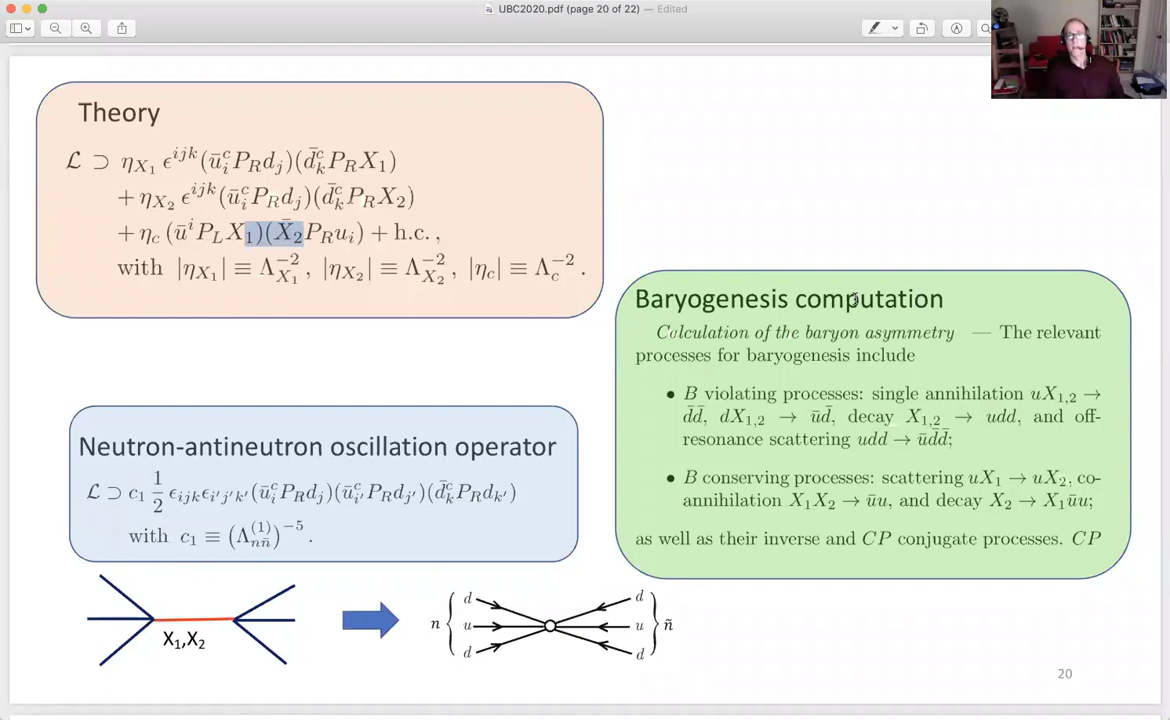 UBC2020.pdf (page 20 of 22) — Edited
Theory
ℒ ⊃ η_{X_1} ϵ^{ijk}(ū^c_i P_R d_j)(d̄^c_k P_R X_1)
+ η_{X_2} ϵ^{ijk}(ū^c_i P_R d_j)(d̄^c_k P_R X_2)
+ η_c (ū^i P_L X_1)(X̄_2 P_R u_i) + h.c. ,
with |η_{X_1}| ≡ Λ_{X_1}^{-2} , |η_{X_2}| ≡ Λ_{X_2}^{-2} , |η_c| ≡ Λ_c^{-2} .
Baryogenesis computation
Calculation of the baryon asymmetry — The relevant
processes for baryogenesis include
• B violating processes: single annihilation uX_{1,2} →
d̄d̄, dX_{1,2} → ūd̄, decay X_{1,2} → udd, and off-
resonance scattering udd → ūd̄d̄;
• B conserving processes: scattering uX_1 → uX_2, co-
annihilation X_1X_2 → ūu, and decay X_2 → X_1ūu;
as well as their inverse and CP conjugate processes. CP
Neutron-antineutron oscillation operator
ℒ ⊃ c_1 1/2 ϵ_{ijk}ϵ_{i'j'k'}(ū^c_i P_R d_j)(ū^c_{i'} P_R d_{j'})(d̄^c_k P_R d_{k'})
with c_1 ≡ (Λ_{nn̄}^{(1)})^{-5} .
X_1,X_2
n { d u d
d u d } ñ
20